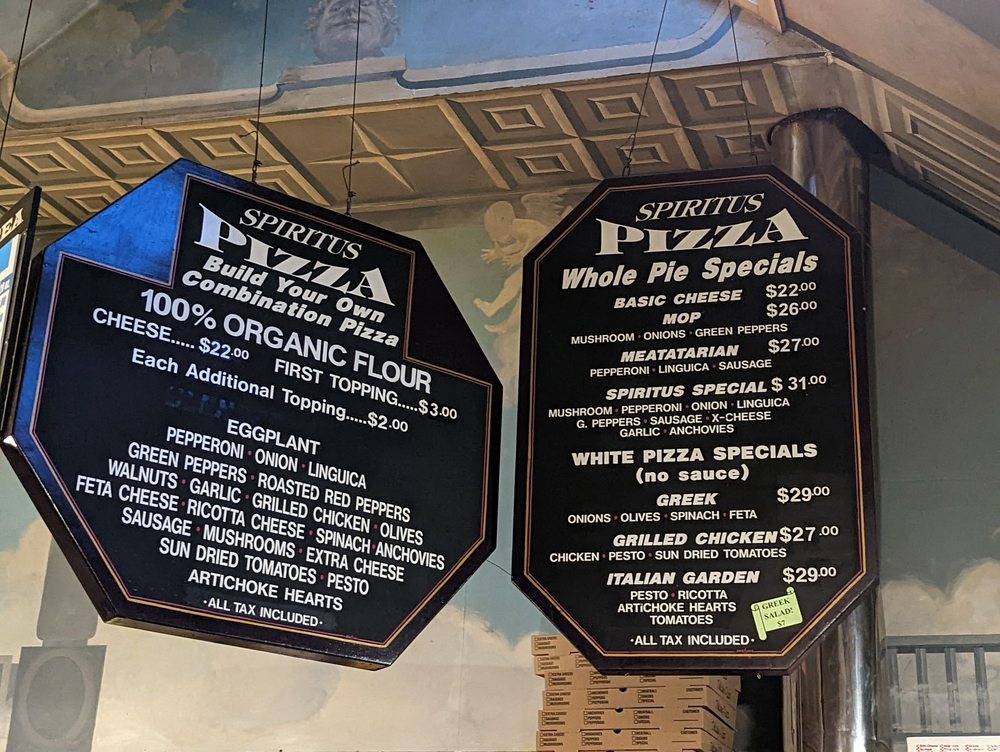 SPIRITUS
PIZZA
Build Your Own
Combination Pizza
100% ORGANIC FLOUR
CHEESE..... $22.00
FIRST TOPPING.....$3.00
Each Additional Topping.....$2.00
EGGPLANT
PEPPERONI • ONION • LINGUICA
GREEN PEPPERS • ROASTED RED PEPPERS
WALNUTS • GARLIC • GRILLED CHICKEN • OLIVES
FETA CHEESE • RICOTTA CHEESE • SPINACH • ANCHOVIES
SAUSAGE • MUSHROOMS • EXTRA CHEESE
SUN DRIED TOMATOES • PESTO
ARTICHOKE HEARTS
•ALL TAX INCLUDED•
SPIRITUS
PIZZA
Whole Pie Specials
BASIC CHEESE $22.00
MOP $26.00
MUSHROOM • ONIONS • GREEN PEPPERS
MEATATARIAN $27.00
PEPPERONI • LINGUICA • SAUSAGE
SPIRITUS SPECIAL $31.00
MUSHROOM • PEPPERONI • ONION • LINGUICA
G. PEPPERS • SAUSAGE • X-CHEESE
GARLIC • ANCHOVIES
WHITE PIZZA SPECIALS
(no sauce)
GREEK $29.00
ONIONS • OLIVES • SPINACH • FETA
GRILLED CHICKEN $27.00
CHICKEN • PESTO • SUN DRIED TOMATOES
ITALIAN GARDEN $29.00
PESTO • RICOTTA
ARTICHOKE HEARTS
TOMATOES
•ALL TAX INCLUDED•
GREEK
SALAD!
$7